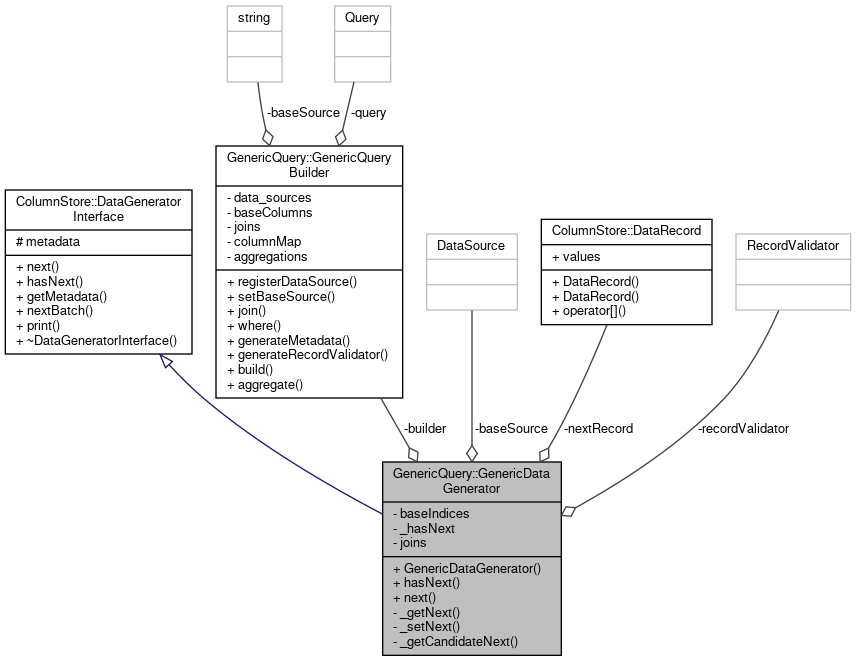 string
Query
-baseSource
-query
GenericQuery::GenericQuery
Builder
- data_sources
- baseColumns
- joins
- columnMap
- aggregations
+ registerDataSource()
+ setBaseSource()
+ join()
+ where()
+ generateMetadata()
+ generateRecordValidator()
+ build()
+ aggregate()
ColumnStore::DataGenerator
Interface
# metadata
+ next()
+ hasNext()
+ getMetadata()
+ nextBatch()
+ print()
+ ~DataGeneratorInterface()
DataSource
ColumnStore::DataRecord
+ values
+ DataRecord()
+ DataRecord()
+ operator[]()
RecordValidator
-builder
-baseSource
-nextRecord
-recordValidator
GenericQuery::GenericData
Generator
- baseIndices
- _hasNext
- joins
+ GenericDataGenerator()
+ hasNext()
+ next()
- _getNext()
- _setNext()
- _getCandidateNext()